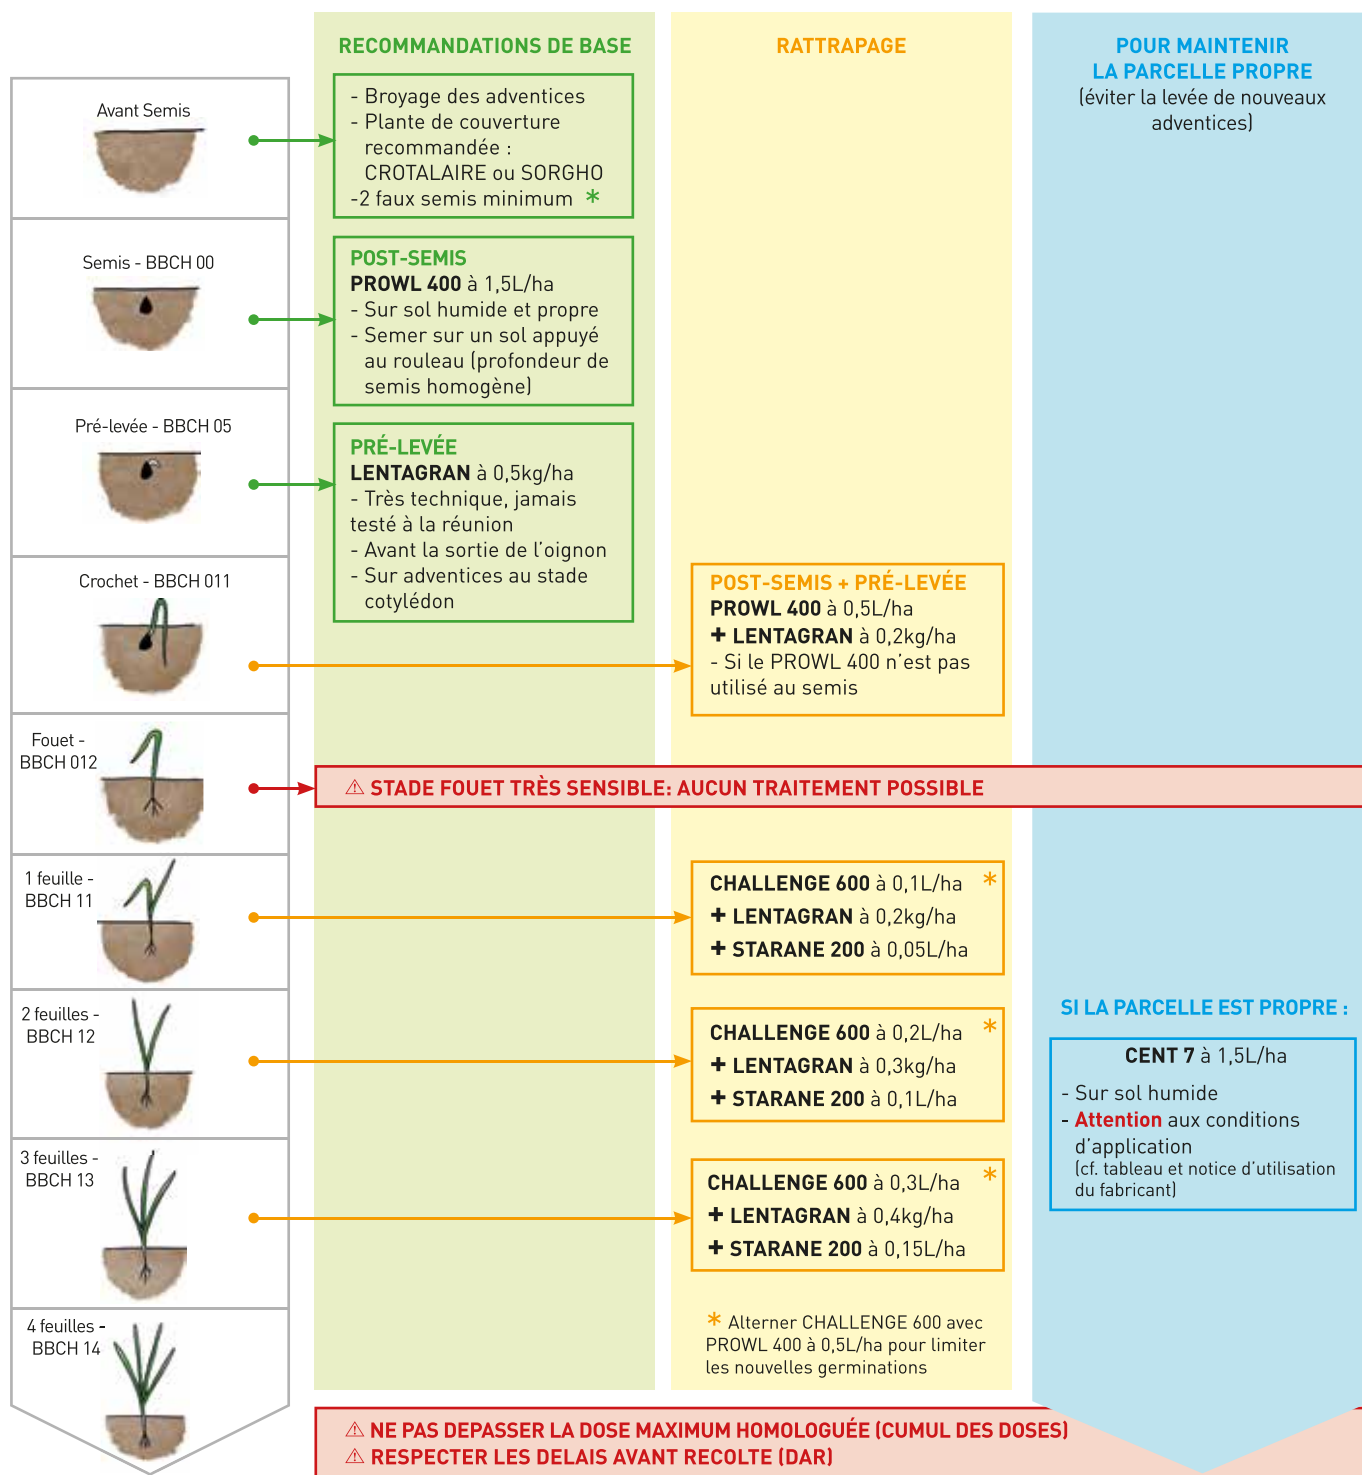 RECOMMANDATIONS DE BASE
RATTRAPAGE
POUR MAINTENIR
LA PARCELLE PROPRE
(éviter la levée de nouveaux
adventices)
Avant Semis
- Broyage des adventices
- Plante de couverture
recommandée :
CROTALAIRE ou SORGHO
-2 faux semis minimum *
Semis - BBCH 00
POST-SEMIS
PROWL 400 à 1,5L/ha
- Sur sol humide et propre
- Semer sur un sol appuyé
au rouleau (profondeur de
semis homogène)
Pré-levée - BBCH 05
PRÉ-LEVÉE
LENTAGRAN à 0,5kg/ha
- Très technique, jamais
testé à la réunion
- Avant la sortie de l'oignon
- Sur adventices au stade
cotylédon
Crochet - BBCH 011
POST-SEMIS + PRÉ-LEVÉE
PROWL 400 à 0,5L/ha
+ LENTAGRAN à 0,2kg/ha
- Si le PROWL 400 n'est pas
utilisé au semis
Fouet -
BBCH 012
⚠ STADE FOUET TRÈS SENSIBLE: AUCUN TRAITEMENT POSSIBLE
1 feuille -
BBCH 11
CHALLENGE 600 à 0,1L/ha *
+ LENTAGRAN à 0,2kg/ha
+ STARANE 200 à 0,05L/ha
2 feuilles -
BBCH 12
CHALLENGE 600 à 0,2L/ha *
+ LENTAGRAN à 0,3kg/ha
+ STARANE 200 à 0,1L/ha
SI LA PARCELLE EST PROPRE :
CENT 7 à 1,5L/ha
- Sur sol humide
- Attention aux conditions
d'application
(cf. tableau et notice d'utilisation
du fabricant)
3 feuilles -
BBCH 13
CHALLENGE 600 à 0,3L/ha *
+ LENTAGRAN à 0,4kg/ha
+ STARANE 200 à 0,15L/ha
4 feuilles -
BBCH 14
* Alterner CHALLENGE 600 avec
PROWL 400 à 0,5L/ha pour limiter
les nouvelles germinations
⚠ NE PAS DEPASSER LA DOSE MAXIMUM HOMOLOGUÉE (CUMUL DES DOSES)
⚠ RESPECTER LES DELAIS AVANT RECOLTE (DAR)